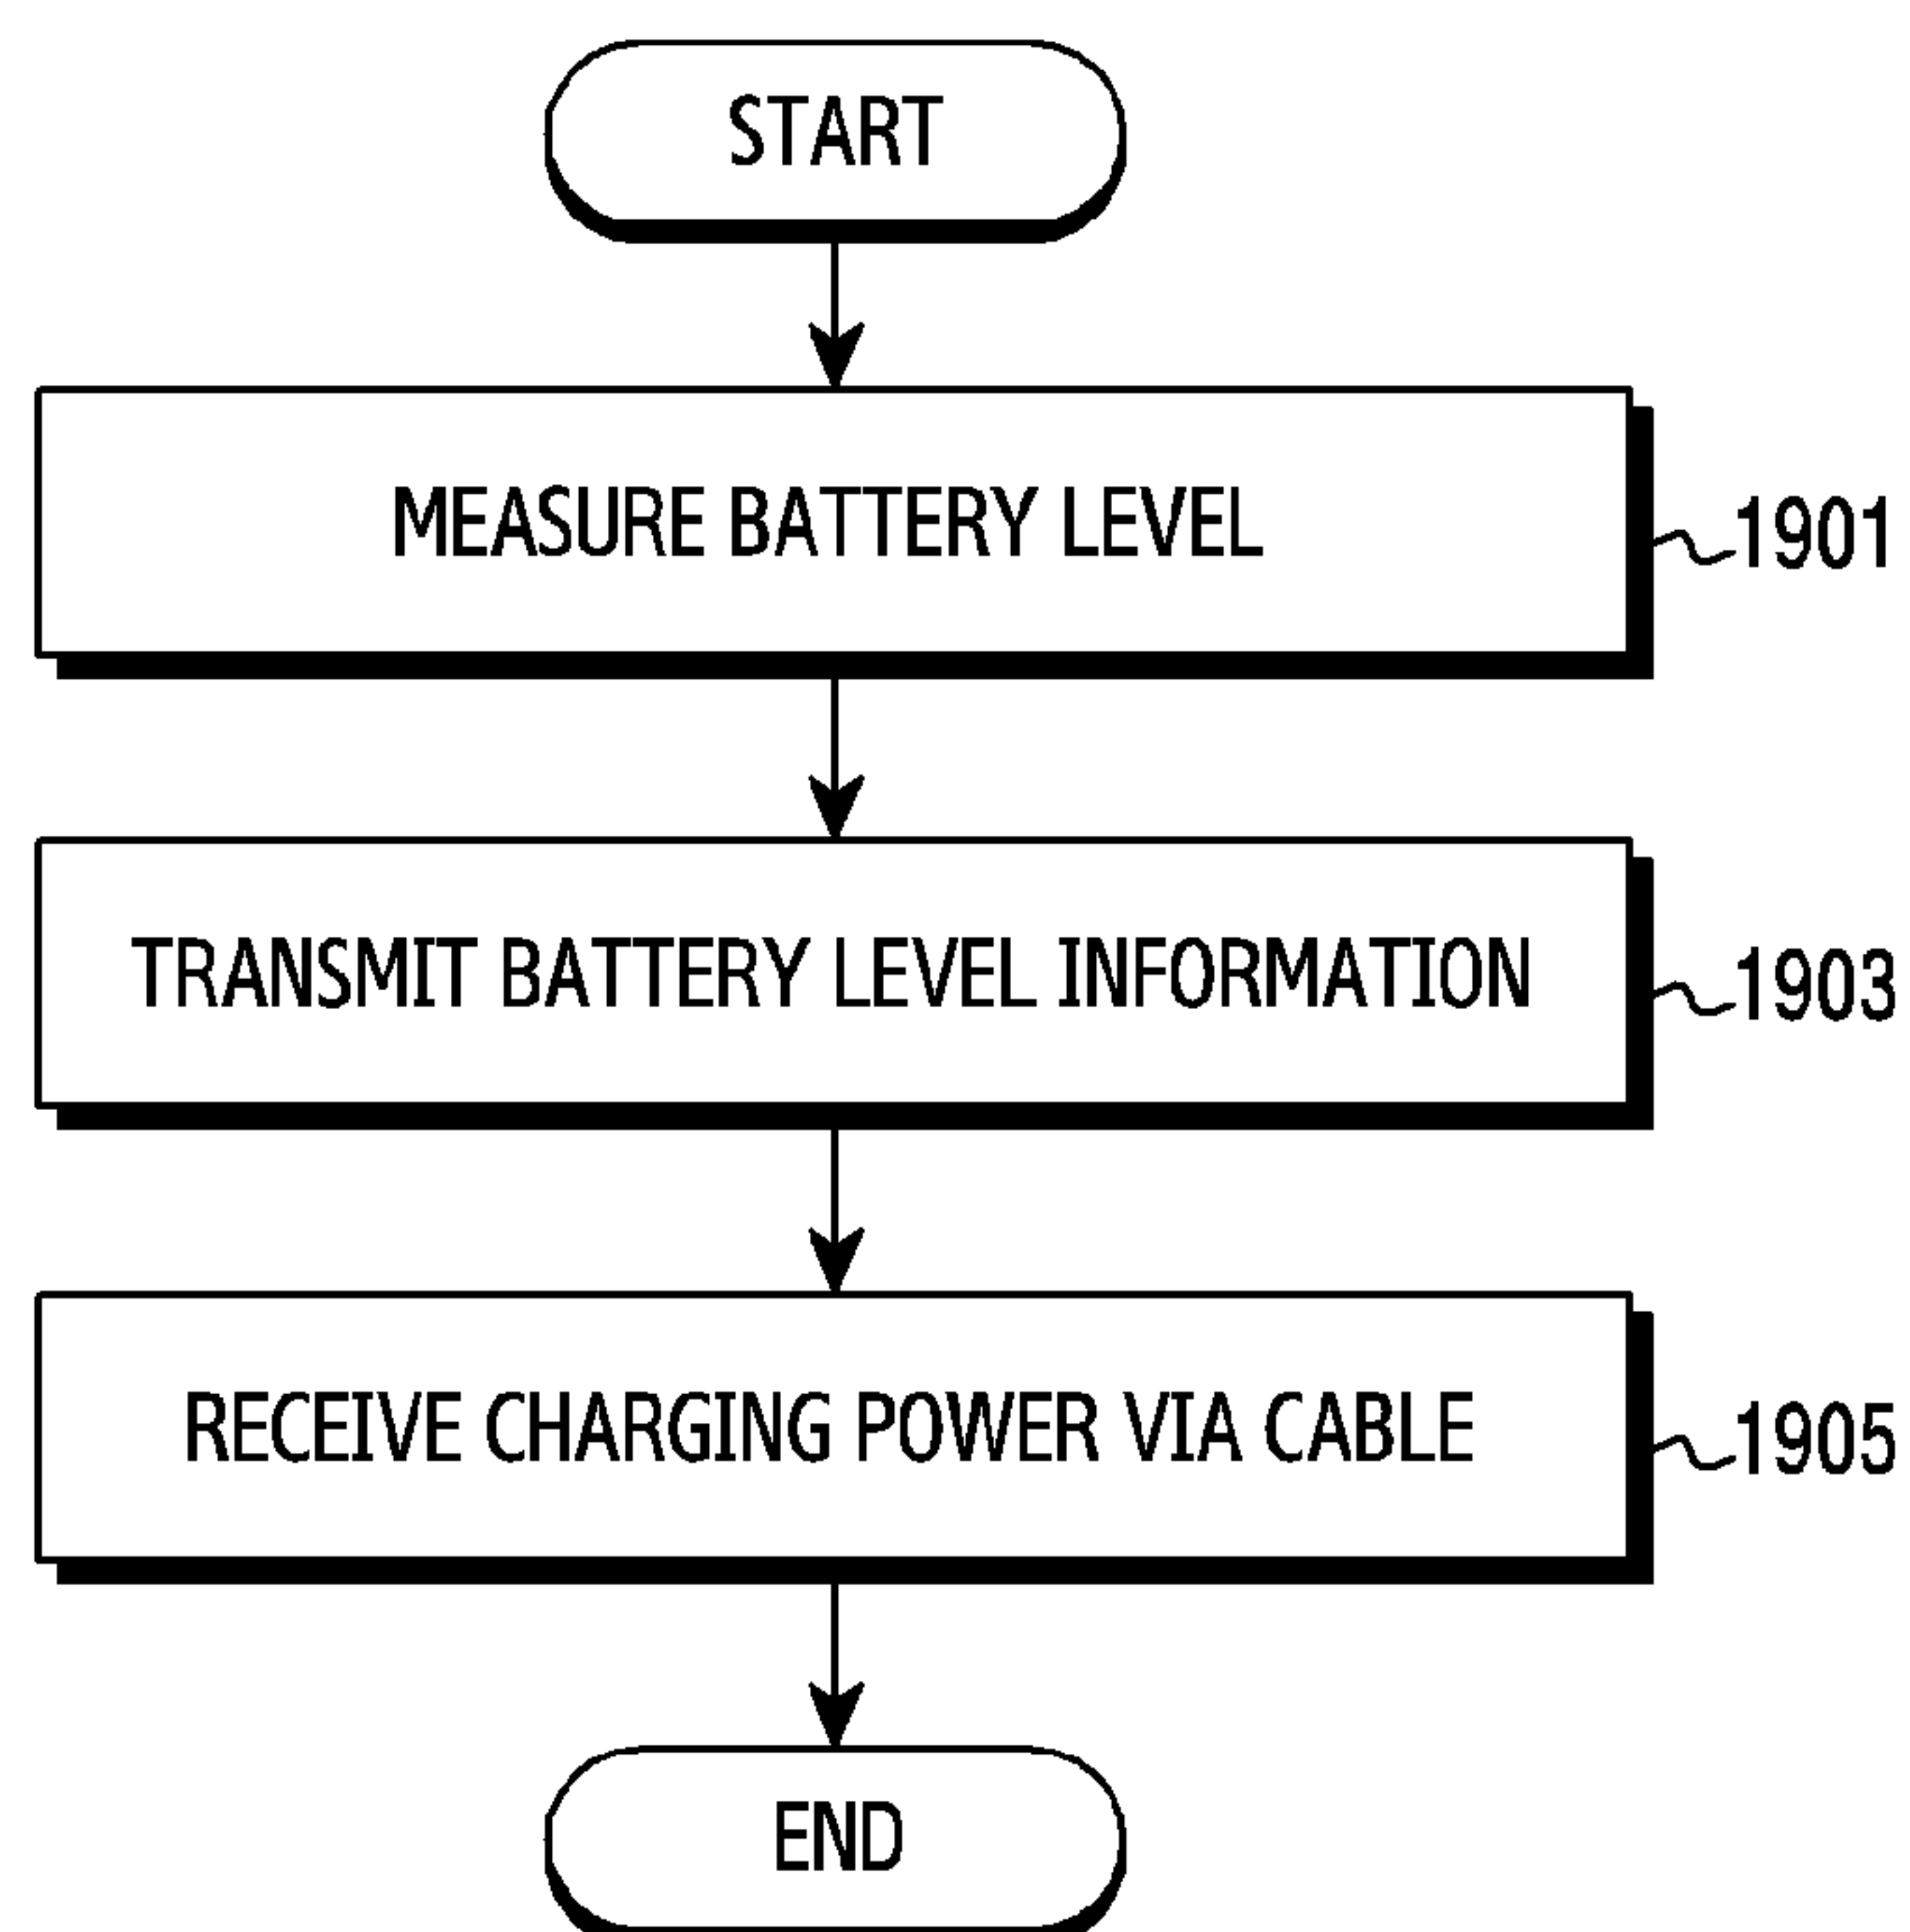 START
MEASURE BATTERY LEVEL
1901
TRANSMIT BATTERY LEVEL INFORMATION
1903
RECEIVE CHARGING POWER VIA CABLE
1905
END